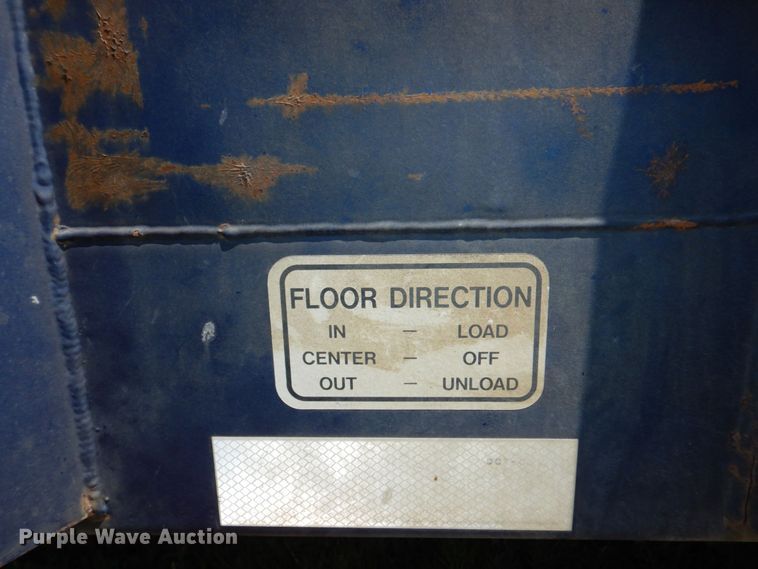 FLOOR DIRECTION
IN – LOAD
CENTER – OFF
OUT – UNLOAD
Purple Wave Auction